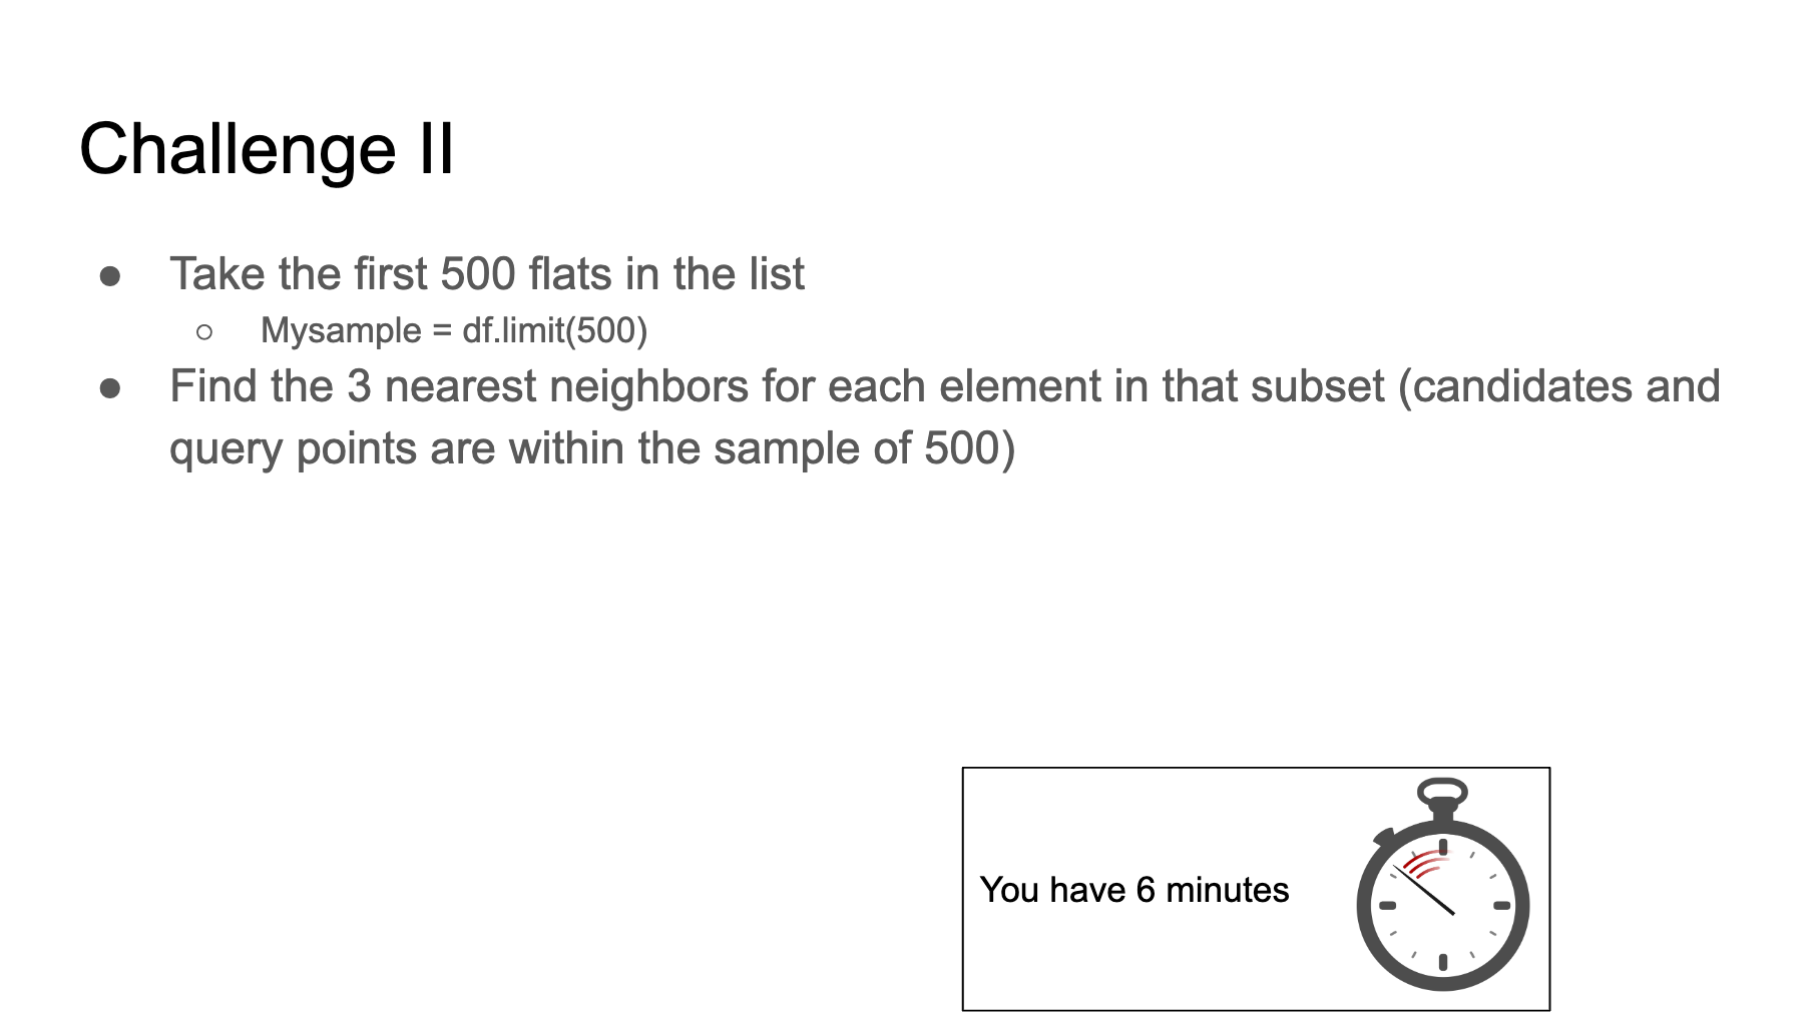 Challenge II
● Take the first 500 flats in the list
○ Mysample = df.limit(500)
● Find the 3 nearest neighbors for each element in that subset (candidates and
query points are within the sample of 500)
You have 6 minutes